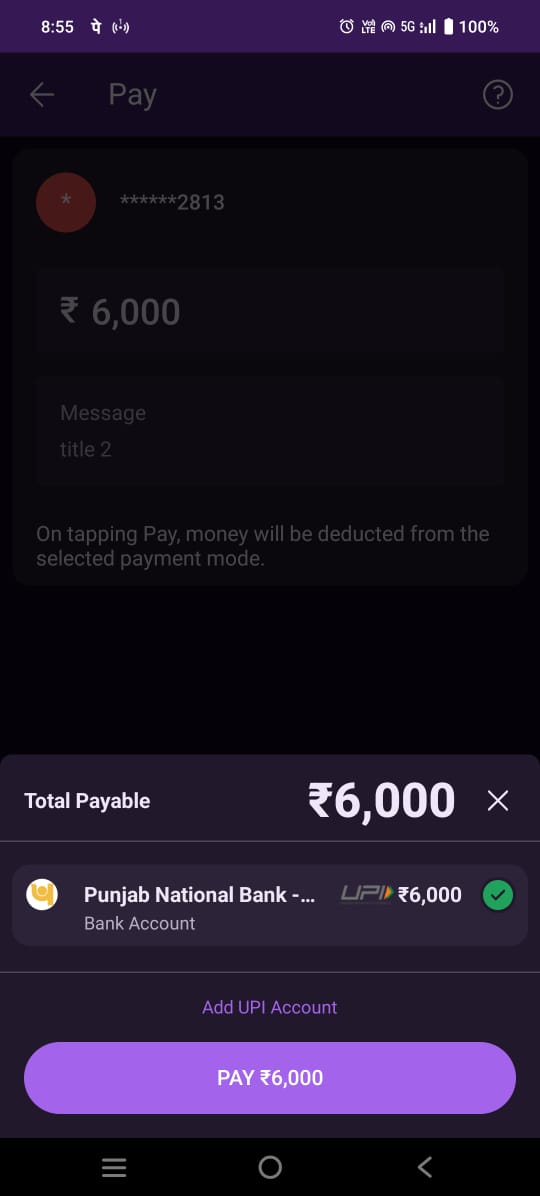 8:55 पे VoD LTE 5G 100%
Pay ?
* ******2813
₹ 6,000
Message
title 2
On tapping Pay, money will be deducted from the
selected payment mode.
Total Payable ₹6,000
Punjab National Bank -... UPI ₹6,000
Bank Account
Add UPI Account
PAY ₹6,000